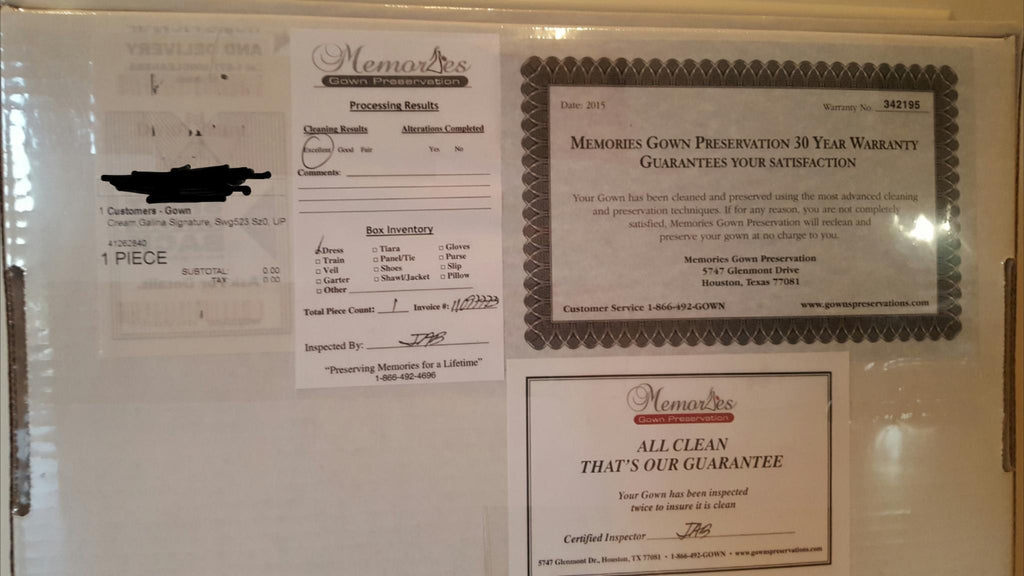 AND DELIVERY
1 Customers - Gown
Cream,Galina Signature, Swg523 Sz0, UP
41262840
1 PIECE
SUBTOTAL: 0.00
TAX: 0.00
Memories
Gown Preservation
Processing Results
Cleaning Results Alterations Completed
Excellent Good Fair Yes No
Comments:
Box Inventory
Dress □ Tiara □ Gloves
□ Train □ Panel/Tie □ Purse
□ Veil □ Shoes □ Slip
□ Garter □ Shawl/Jacket □ Pillow
□ Other
Total Piece Count: 1 Invoice #:
Inspected By: JAB
"Preserving Memories for a Lifetime"
1-866-492-4696
Date: 2015 Warranty No. 342195
MEMORIES GOWN PRESERVATION 30 YEAR WARRANTY
GUARANTEES YOUR SATISFACTION
Your Gown has been cleaned and preserved using the most advanced cleaning
and preservation techniques. If for any reason, you are not completely
satisfied, Memories Gown Preservation will reclean and
preserve your gown at no charge to you.
Memories Gown Preservation
5747 Glenmont Drive
Houston, Texas 77081
Customer Service 1-866-492-GOWN www.gownspreservations.com
Memories
Gown Preservation
ALL CLEAN
THAT'S OUR GUARANTEE
Your Gown has been inspected
twice to insure it is clean
Certified Inspector JAB
5747 Glenmont Dr., Houston, TX 77081 • 1-866-492-GOWN • www.gownspreservations.com